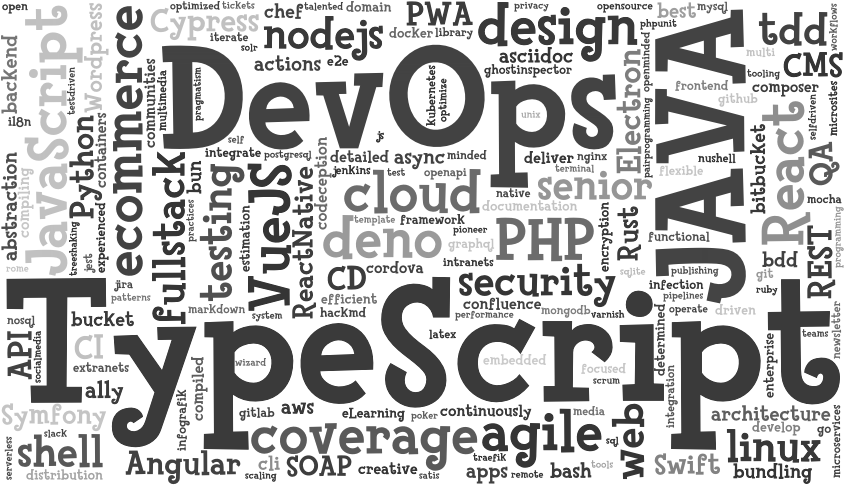 open
optimized
tickets
chef
talented
domain
PWA
privacy
opensource
best
mysql
workflows
Cypress
iterate
nodejs
docker
library
design
phpunit
tdd
solr
actions
e2e
asciidoc
ghostinspector
openminded
multi
tooling
CMS
backend
JavaScript
testdriven
Wordpress
ecommerce
communities
multimedia
DevOps
pragmatism
Kubernetes
optimize
unix
Electron
pairprogramming
JAVA
frontend
github
composer
microsites
i18n
Python
containers
self
js
integrate
postgresql
detailed
async
minded
deliver
nginx
terminal
nushell
flexible
bitbucket
React
selfdriven
QA
abstraction
compiling
fullstack
bun
practices
testing
estimation
VueJS
codeception
jenkins
test
openapi
cloud
native
senior
documentation
mocha
treeshaking
jest
experienced
ReactNative
template
framework
deno
pioneer
graphql
PHP
encryption
Rust
functional
REST
programming
rome
jira
patterns
CD
cordova
intranets
security
sqlite
publishing
bdd
git
ruby
infection
pipelines
operate
driven
markdown
system
efficient
hackmd
confluence
performance
mongodb
varnish
TypeScript
nosql
bucket
API
socialmedia
CI
extranets
ally
wizard
latex
embedded
focused
scrum
determined
integration
enterprise
teams
newsletter
compiled
infografik
Symfony
slack
serverless
shell
distribution
gitlab
aws
eLearning
poker
continuously
media
web
architecture
develop
go
microservices
Angular
coverage
agile
sql
linux
cli
scaling
SOAP
creative
satis
traefik
apps
remote
bash
tools
Swift
bundling